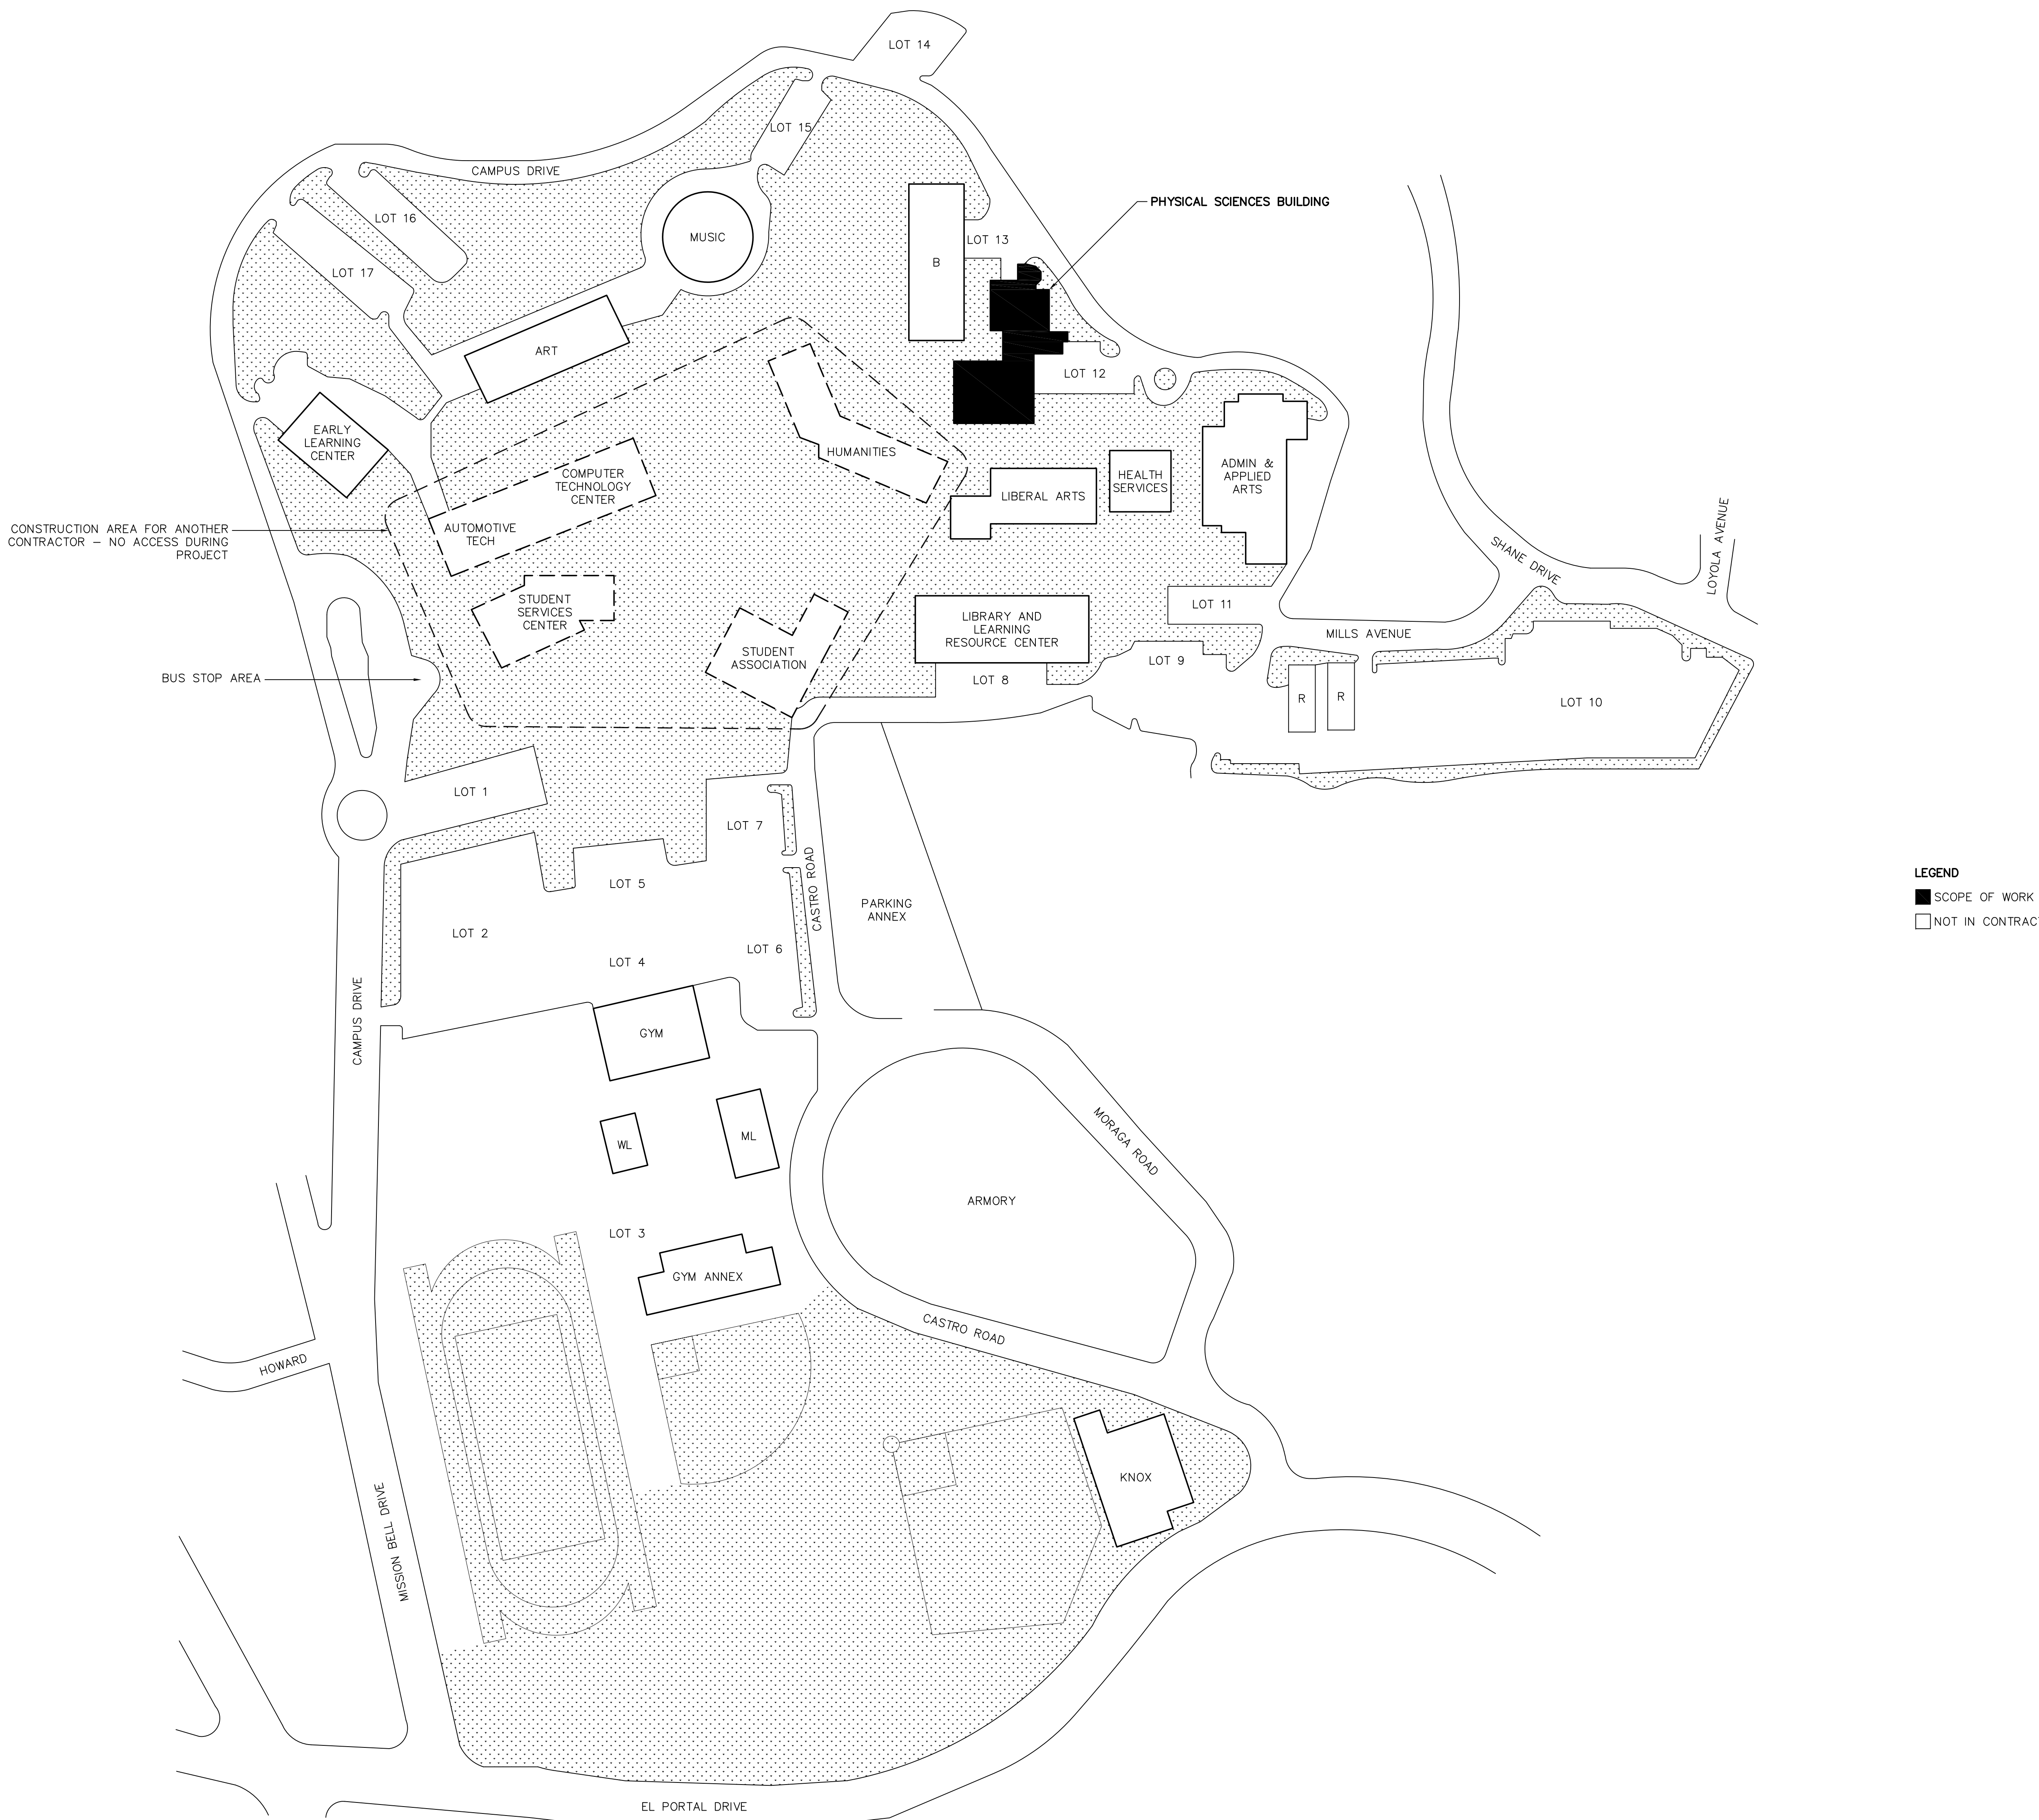 LOT 14
LOT 15
CAMPUS DRIVE
PHYSICAL SCIENCES BUILDING
LOT 16
MUSIC
LOT 13
B
LOT 17
ART
LOT 12
EARLY
LEARNING
CENTER
HUMANITIES
COMPUTER
TECHNOLOGY
CENTER
LIBERAL ARTS
HEALTH
SERVICES
ADMIN &
APPLIED
ARTS
CONSTRUCTION AREA FOR ANOTHER
CONTRACTOR – NO ACCESS DURING
PROJECT
AUTOMOTIVE
TECH
SHANE DRIVE
LOYOLA AVENUE
STUDENT
SERVICES
CENTER
LIBRARY AND
LEARNING
RESOURCE CENTER
LOT 11
MILLS AVENUE
STUDENT
ASSOCIATION
LOT 9
BUS STOP AREA
LOT 8
R
R
LOT 10
LOT 1
LOT 7
CASTRO ROAD
LOT 5
PARKING
ANNEX
LEGEND
SCOPE OF WORK
NOT IN CONTRAC
LOT 2
LOT 6
LOT 4
CAMPUS DRIVE
GYM
WL
ML
MORAGA ROAD
ARMORY
LOT 3
GYM ANNEX
CASTRO ROAD
HOWARD
KNOX
MISSION BELL DRIVE
EL PORTAL DRIVE